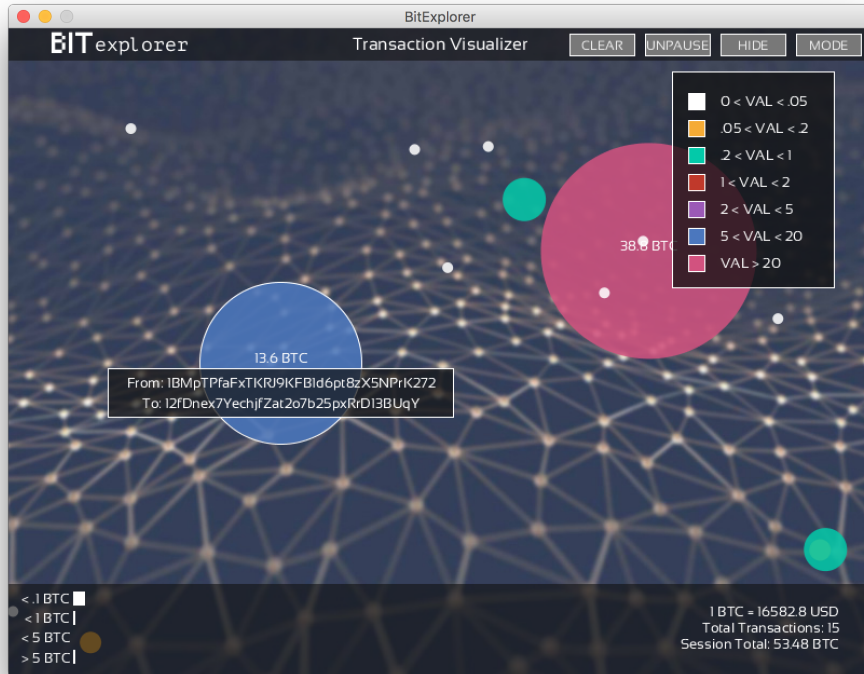 BitExplorer
BIT explorer
Transaction Visualizer
CLEAR
UNPAUSE
HIDE
MODE
0 < VAL < .05
.05 < VAL < .2
.2 < VAL < 1
1 < VAL < 2
2 < VAL < 5
5 < VAL < 20
VAL > 20
38.6 BTC
13.6 BTC
From: 1BMpTPfaFxTKRJ9KFBid6pt8zX5NPrK272
To: 12fDnex7YechjfZat2o7b25pxRrD13BUqY
< .1 BTC
< 1 BTC
< 5 BTC
> 5 BTC
1 BTC = 16582.8 USD
Total Transactions: 15
Session Total: 53.48 BTC